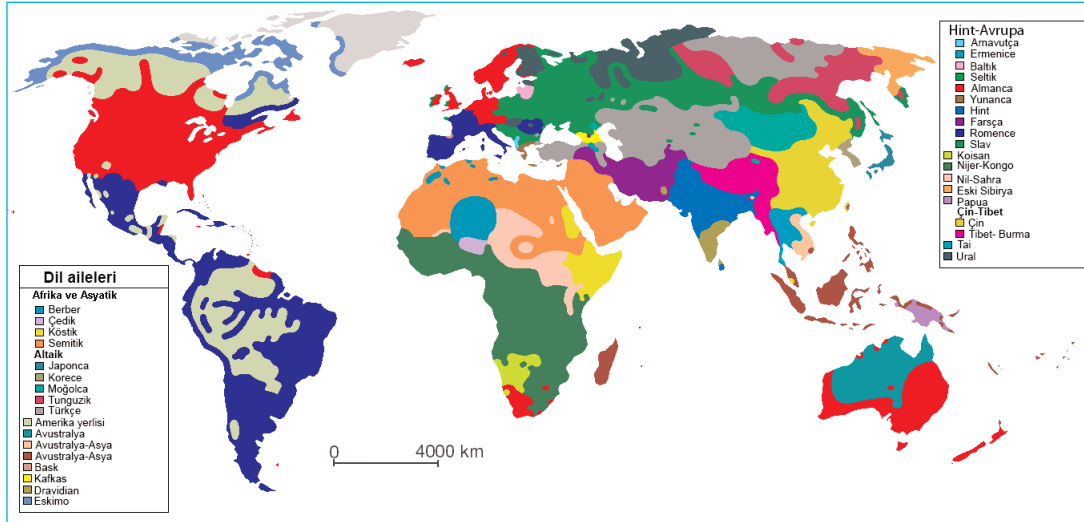 Dil aileleri
Afrika ve Asyatik
Berber
Çedik
Köstik
Semitik
Altaik
Japonca
Korece
Moğolca
Tunguzik
Türkçe
Amerika yerlisi
Avustralya
Avustralya-Asya
Avustralya-Asya
Bask
Kafkas
Dravidian
Eskimo
0 4000 km
Hint-Avrupa
Arnavutça
Ermenice
Baltık
Seltik
Almanca
Yunanca
Hint
Farsça
Romence
Slav
Koisan
Nijer-Kongo
Nil-Sahra
Eski Sibirya
Papua
Çin-Tibet
Çin
Tibet- Burma
Tai
Ural